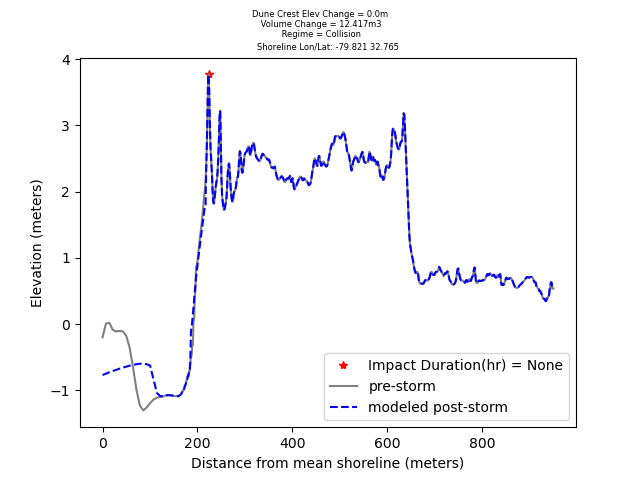 Dune Crest Elev Change = 0.0m
Volume Change = 12.417m3
Regime = Collision
Shoreline Lon/Lat: -79.821 32.765
4
3
2
1
0
−1
Elevation (meters)
Impact Duration(hr) = None
pre-storm
modeled post-storm
0 200 400 600 800
Distance from mean shoreline (meters)